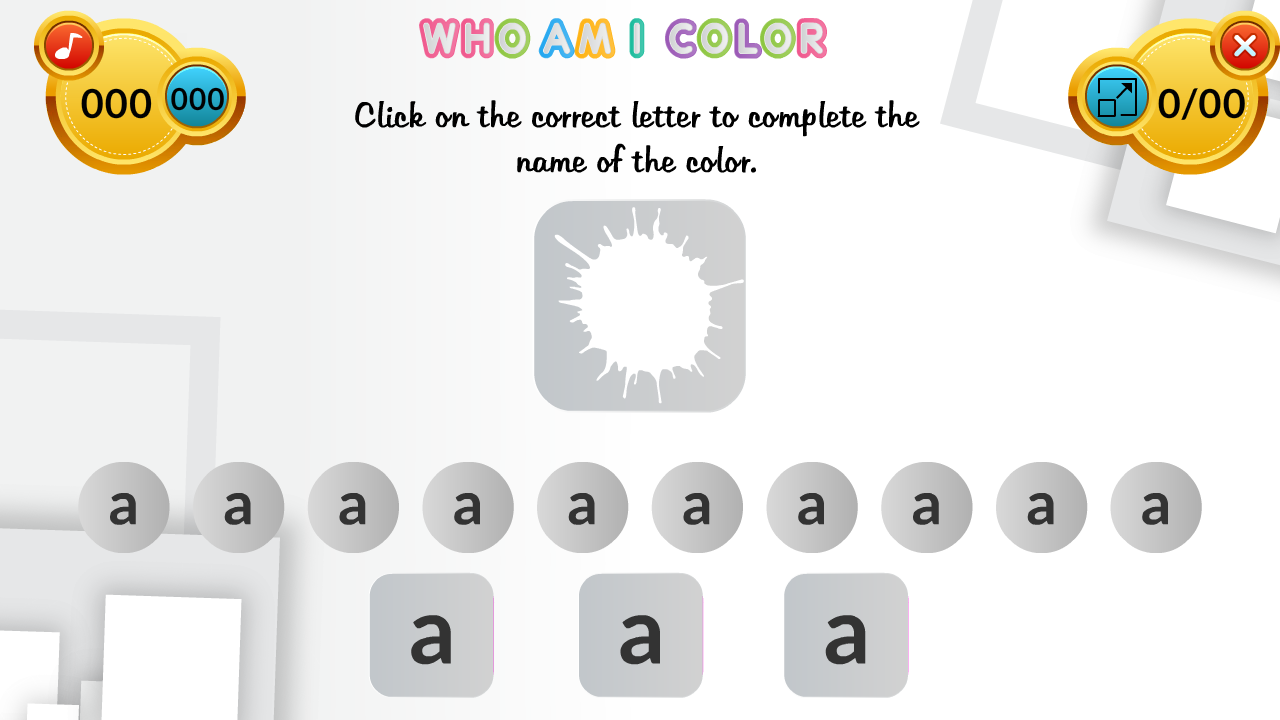 WHO AM I COLOR
000
000
0/00
Click on the correct letter to complete the
name of the color.
a a a a a a a a a a
a a a